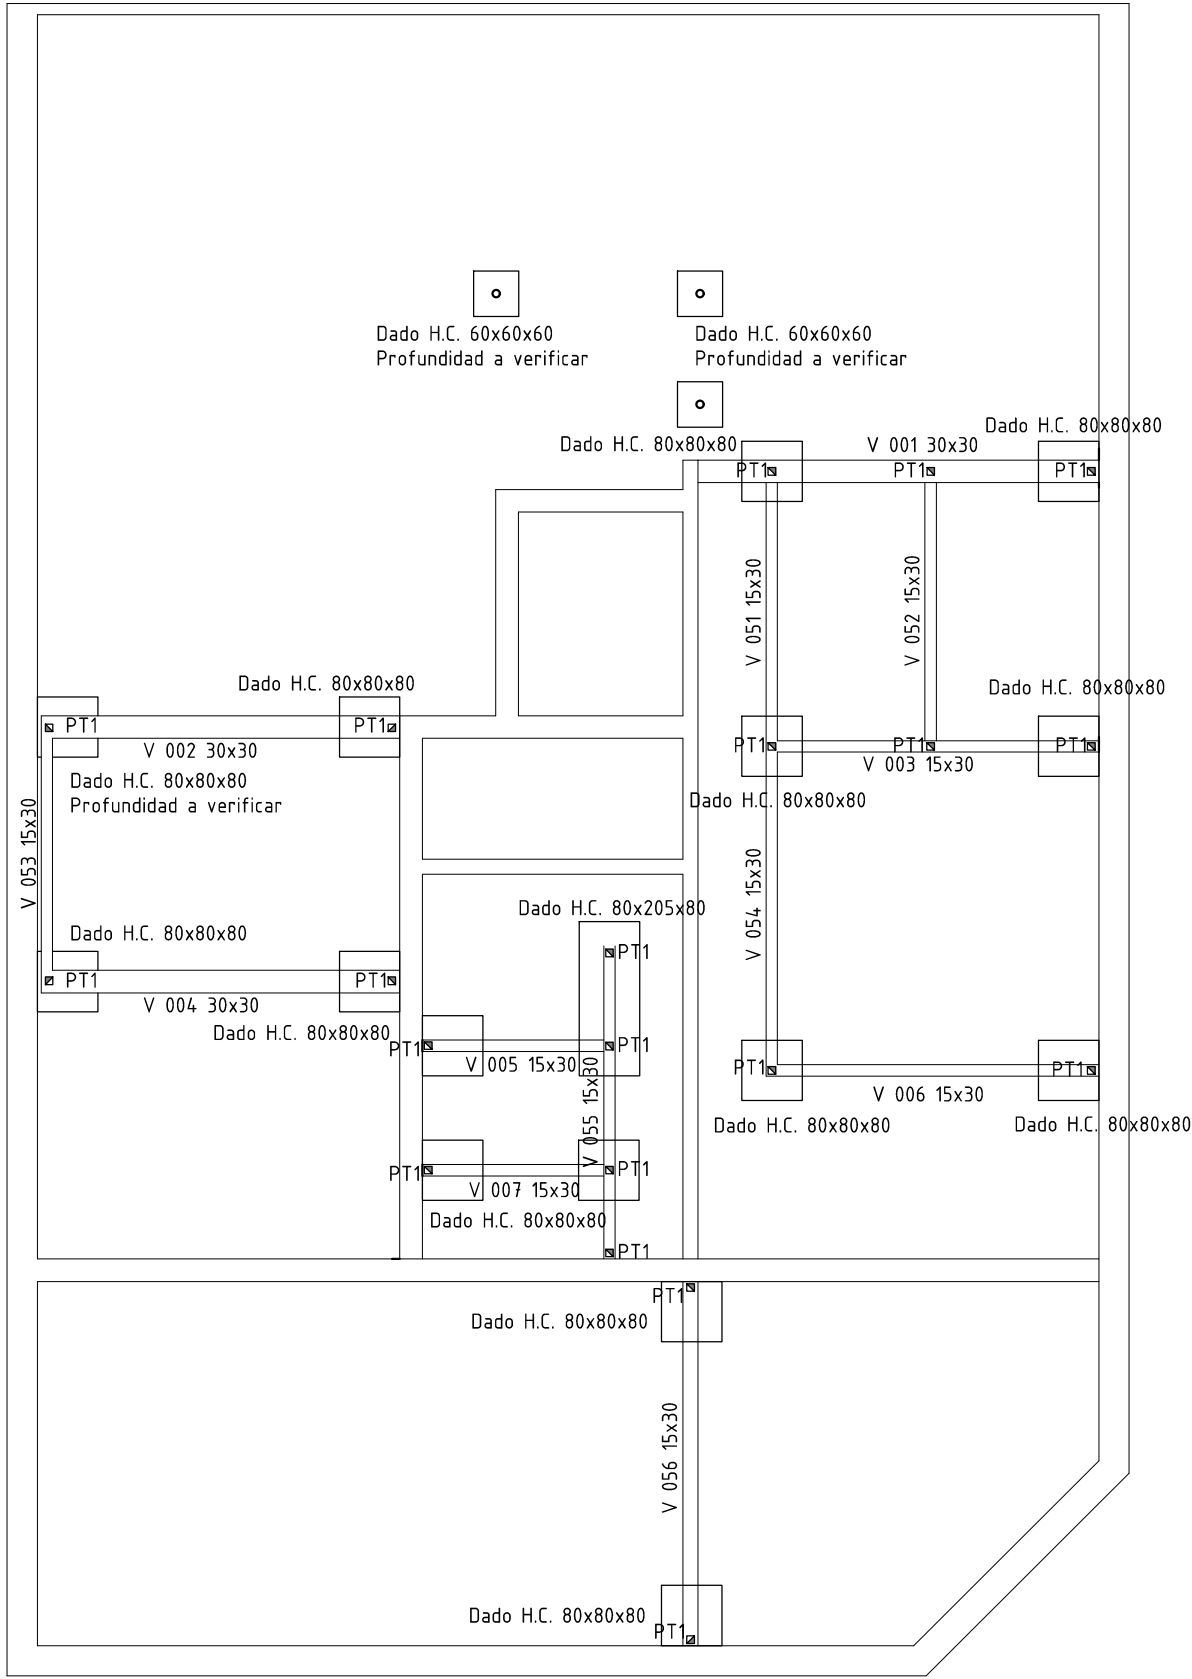 Dado H.C. 60x60x60
Profundidad a verificar
Dado H.C. 60x60x60
Profundidad a verificar
Dado H.C. 80x80x80
Dado H.C. 80x80x80
V 001 30x30
PT1
PT1
PT1
V 051 15x30
V 052 15x30
Dado H.C. 80x80x80
Dado H.C. 80x80x80
PT1
PT1
V 002 30x30
PT1
PT1
PT1
V 003 15x30
Dado H.C. 80x80x80
Profundidad a verificar
Dado H.C. 80x80x80
V 053 15x30
V 054 15x30
Dado H.C. 80x205x80
Dado H.C. 80x80x80
PT1
PT1
PT1
V 004 30x30
Dado H.C. 80x80x80
PT1
PT1
V 005 15x30
V 055 15x30
PT1
PT1
V 006 15x30
Dado H.C. 80x80x80
Dado H.C. 80x80x80
PT1
PT1
V 007 15x30
Dado H.C. 80x80x80
PT1
PT1
Dado H.C. 80x80x80
V 056 15x30
Dado H.C. 80x80x80
PT1